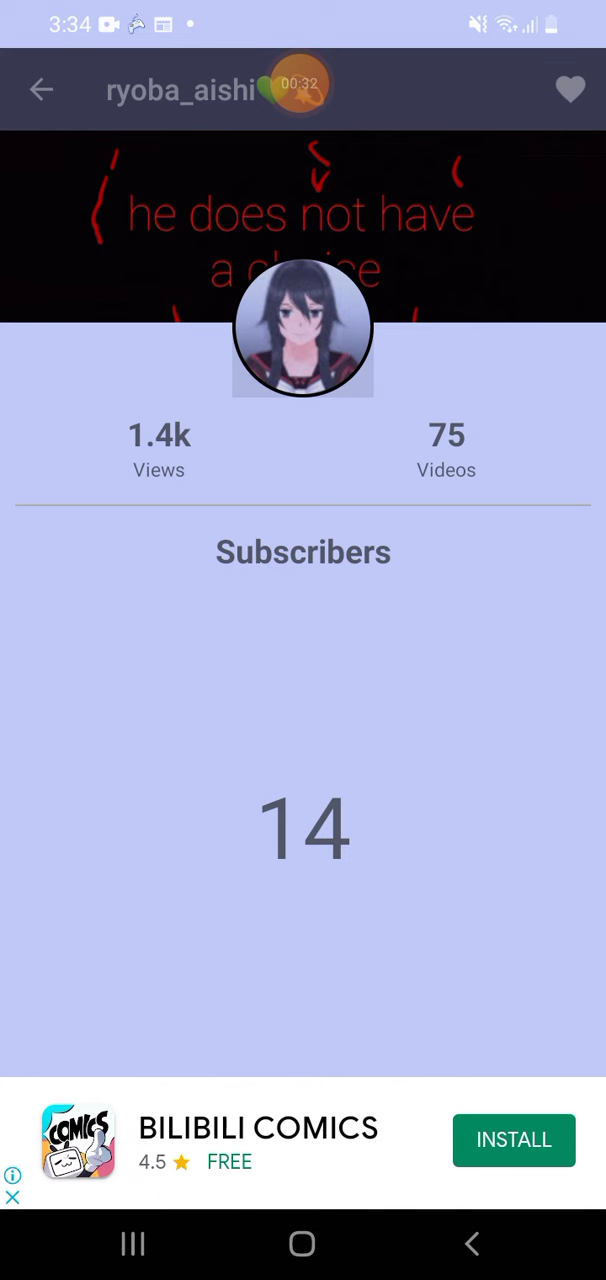 3:34
ryoba_aishi
00:32
he does not have
a
1.4k
75
Views
Videos
Subscribers
14
COMICS
BILIBILI COMICS
4.5 ★ FREE
INSTALL